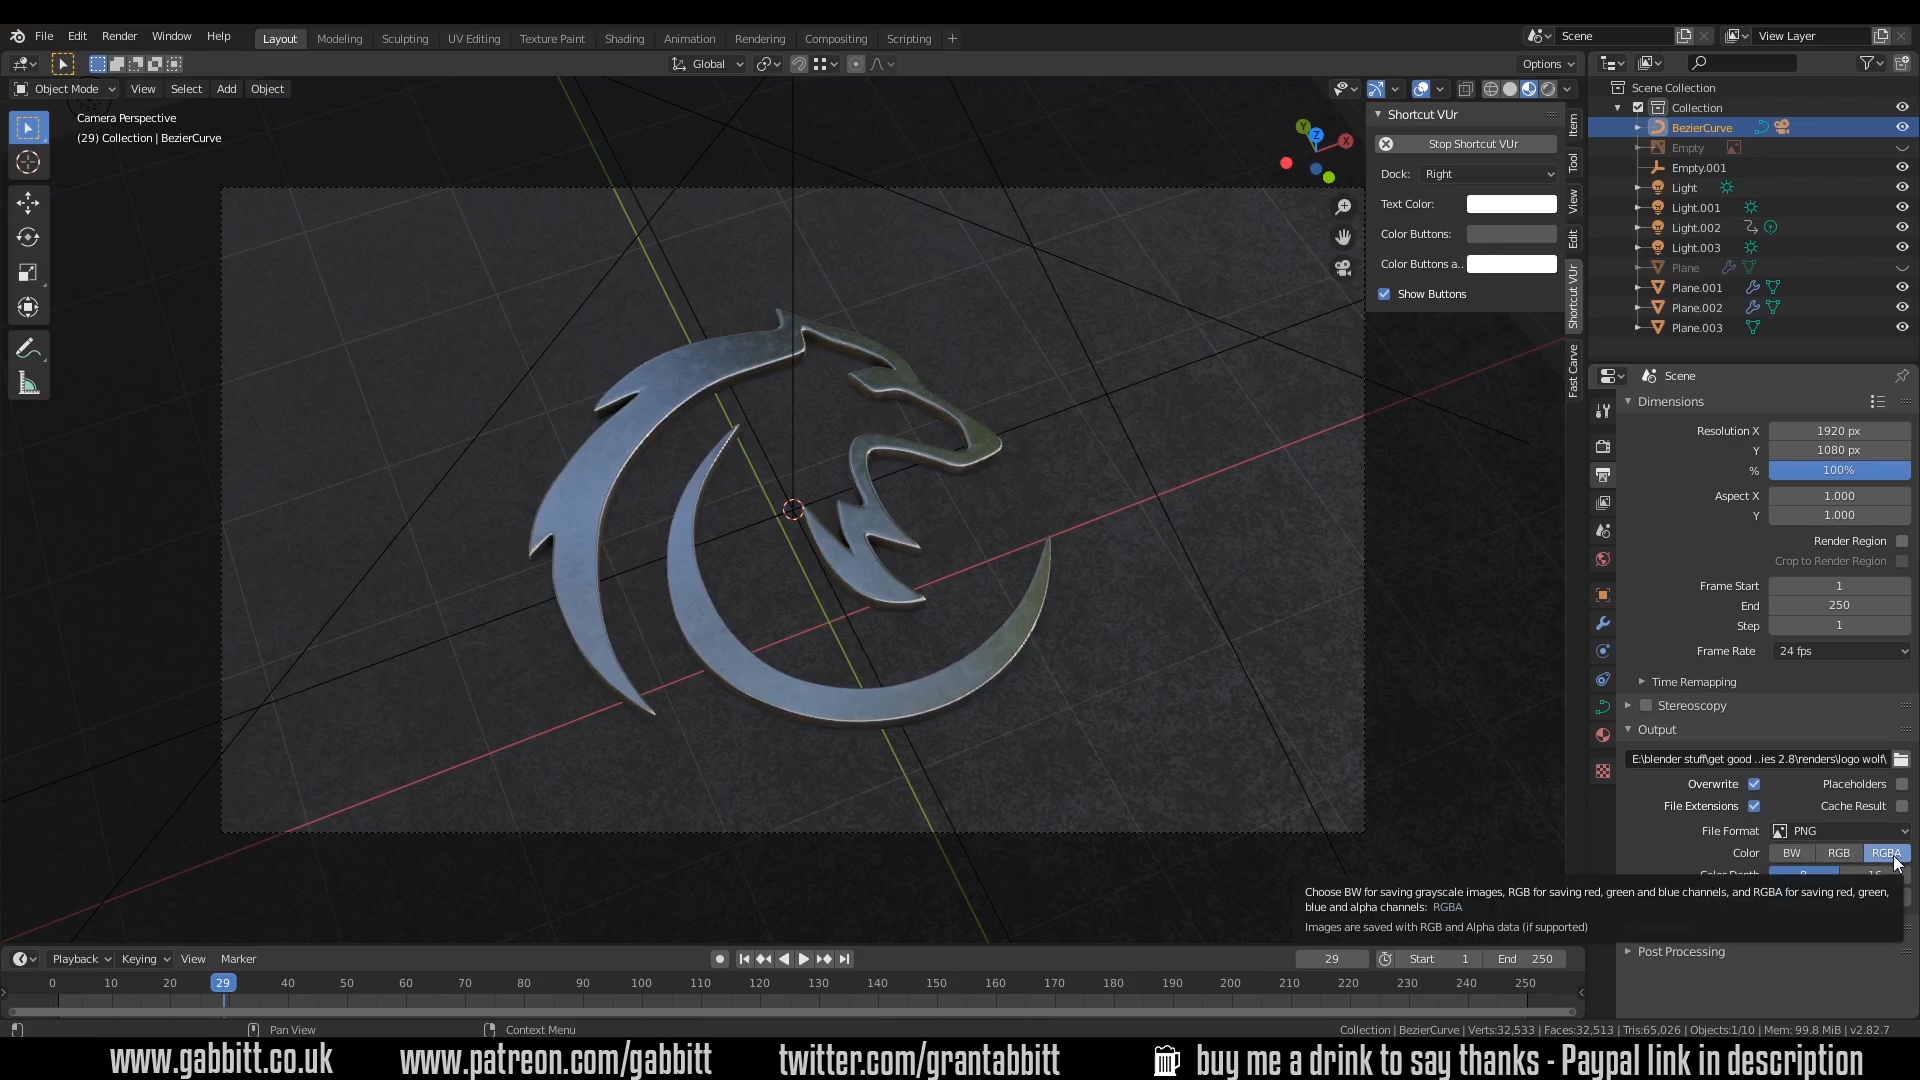 File Edit Render Window Help Layout Modeling Sculpting UV Editing Texture Paint Shading Animation Rendering Compositing Scripting + Scene View Layer
Global Options
Object Mode View Select Add Object
Camera Perspective
(29) Collection | BezierCurve
Y Z X
Shortcut VUr
Stop Shortcut VUr
Dock: Right
Text Color:
Color Buttons:
Color Buttons a..
Show Buttons
Item
Tool
View
Edit
Shortcut VUr
Fast Carve
Scene Collection
Collection
BezierCurve
Empty
Empty.001
Light
Light.001
Light.002
Light.003
Plane
Plane.001
Plane.002
Plane.003
Scene
Dimensions
Resolution X 1920 px
Y 1080 px
% 100%
Aspect X 1.000
Y 1.000
Render Region
Crop to Render Region
Frame Start 1
End 250
Step 1
Frame Rate 24 fps
Time Remapping
Stereoscopy
Output
E:\blender stuff\get good ..ies 2.8\renders\logo wolf\
Overwrite Placeholders
File Extensions Cache Result
File Format PNG
Color BW RGB RGBA
Color Depth 8 16
Choose BW for saving grayscale images, RGB for saving red, green and blue channels, and RGBA for saving red, green,
blue and alpha channels: RGBA
Images are saved with RGB and Alpha data (if supported)
Post Processing
Playback Keying View Marker 29 Start 1 End 250
0 10 20 29 40 50 60 70 80 90 100 110 120 130 140 150 160 170 180 190 200 210 220 230 240 250
Pan View Context Menu Collection | BezierCurve | Verts:32,533 | Faces:32,513 | Tris:65,026 | Objects:1/10 | Mem: 99.8 MiB | v2.82.7
www.gabbitt.co.uk www.patreon.com/gabbitt twitter.com/grantabbitt buy me a drink to say thanks - Paypal link in description